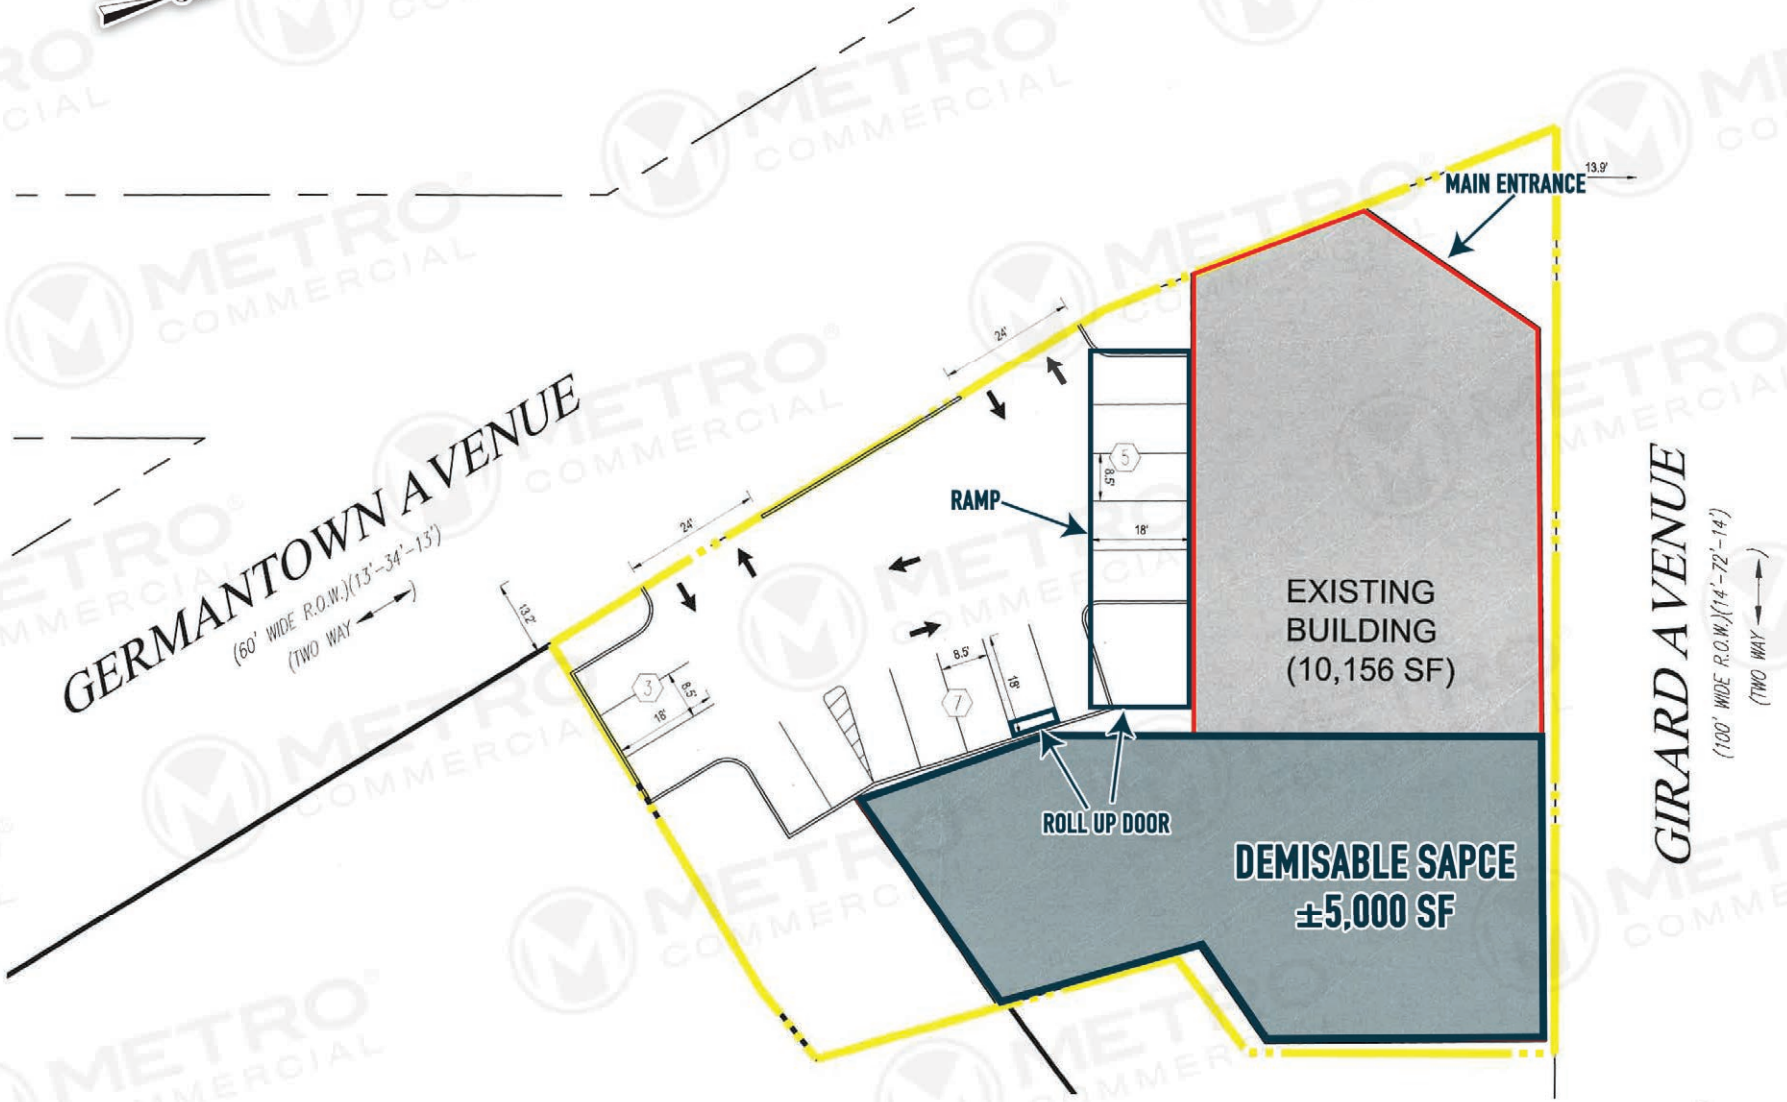 13.9'
MAIN ENTRANCE
24'
GERMANTOWN AVENUE
(60' WIDE R.O.W.)(13'-34'-13')
(TWO WAY
)
24'
13.2'
RAMP
5
8.5'
18'
EXISTING
BUILDING
(10,156 SF)
GIRARD AVENUE
(100' WIDE R.O.W.)(14'-72'-14')
(TWO WAY
)
3
8.5'
18'
8.5'
18'
7
ROLL UP DOOR
DEMISABLE SAPCE
±5,000 SF
METRO®
COMMERCIAL